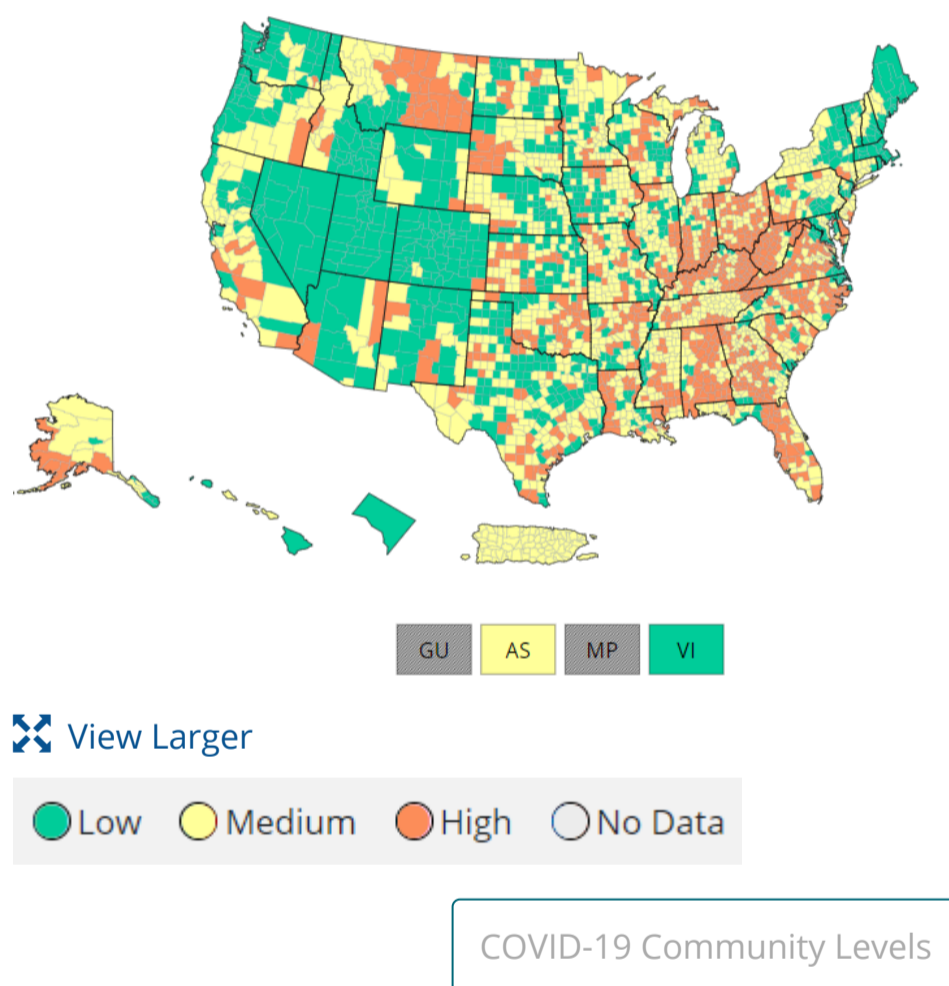 GU AS MP VI
View Larger
Low Medium High No Data
COVID-19 Community Levels